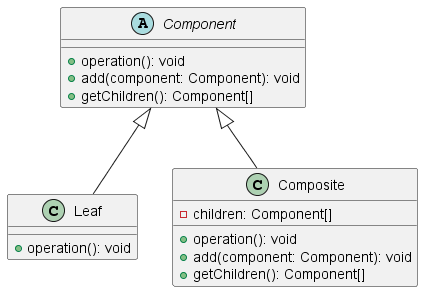 A Component
operation(): void
add(component: Component): void
getChildren(): Component[]
C Leaf
operation(): void
C Composite
children: Component[]
operation(): void
add(component: Component): void
getChildren(): Component[]